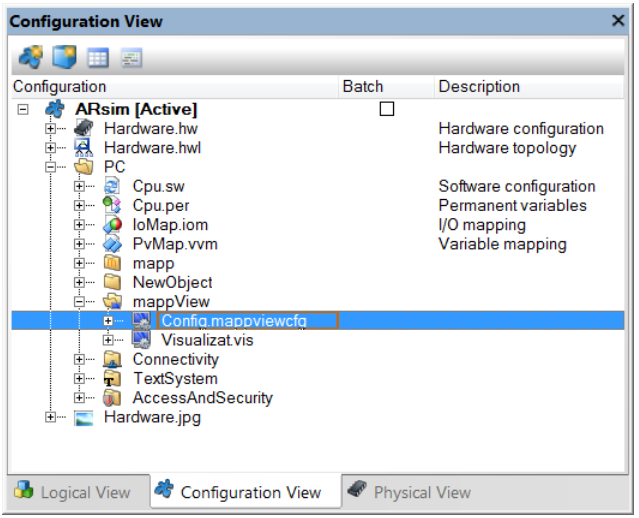 Configuration View
Configuration Batch Description
ARsim [Active]
Hardware.hw Hardware configuration
Hardware.hwl Hardware topology
PC
Cpu.sw Software configuration
Cpu.per Permanent variables
IoMap.iom I/O mapping
PvMap.vvm Variable mapping
mapp
NewObject
mappView
Config.mappviewcfg
Visualizat.vis
Connectivity
TextSystem
AccessAndSecurity
Hardware.jpg
Logical View Configuration View Physical View